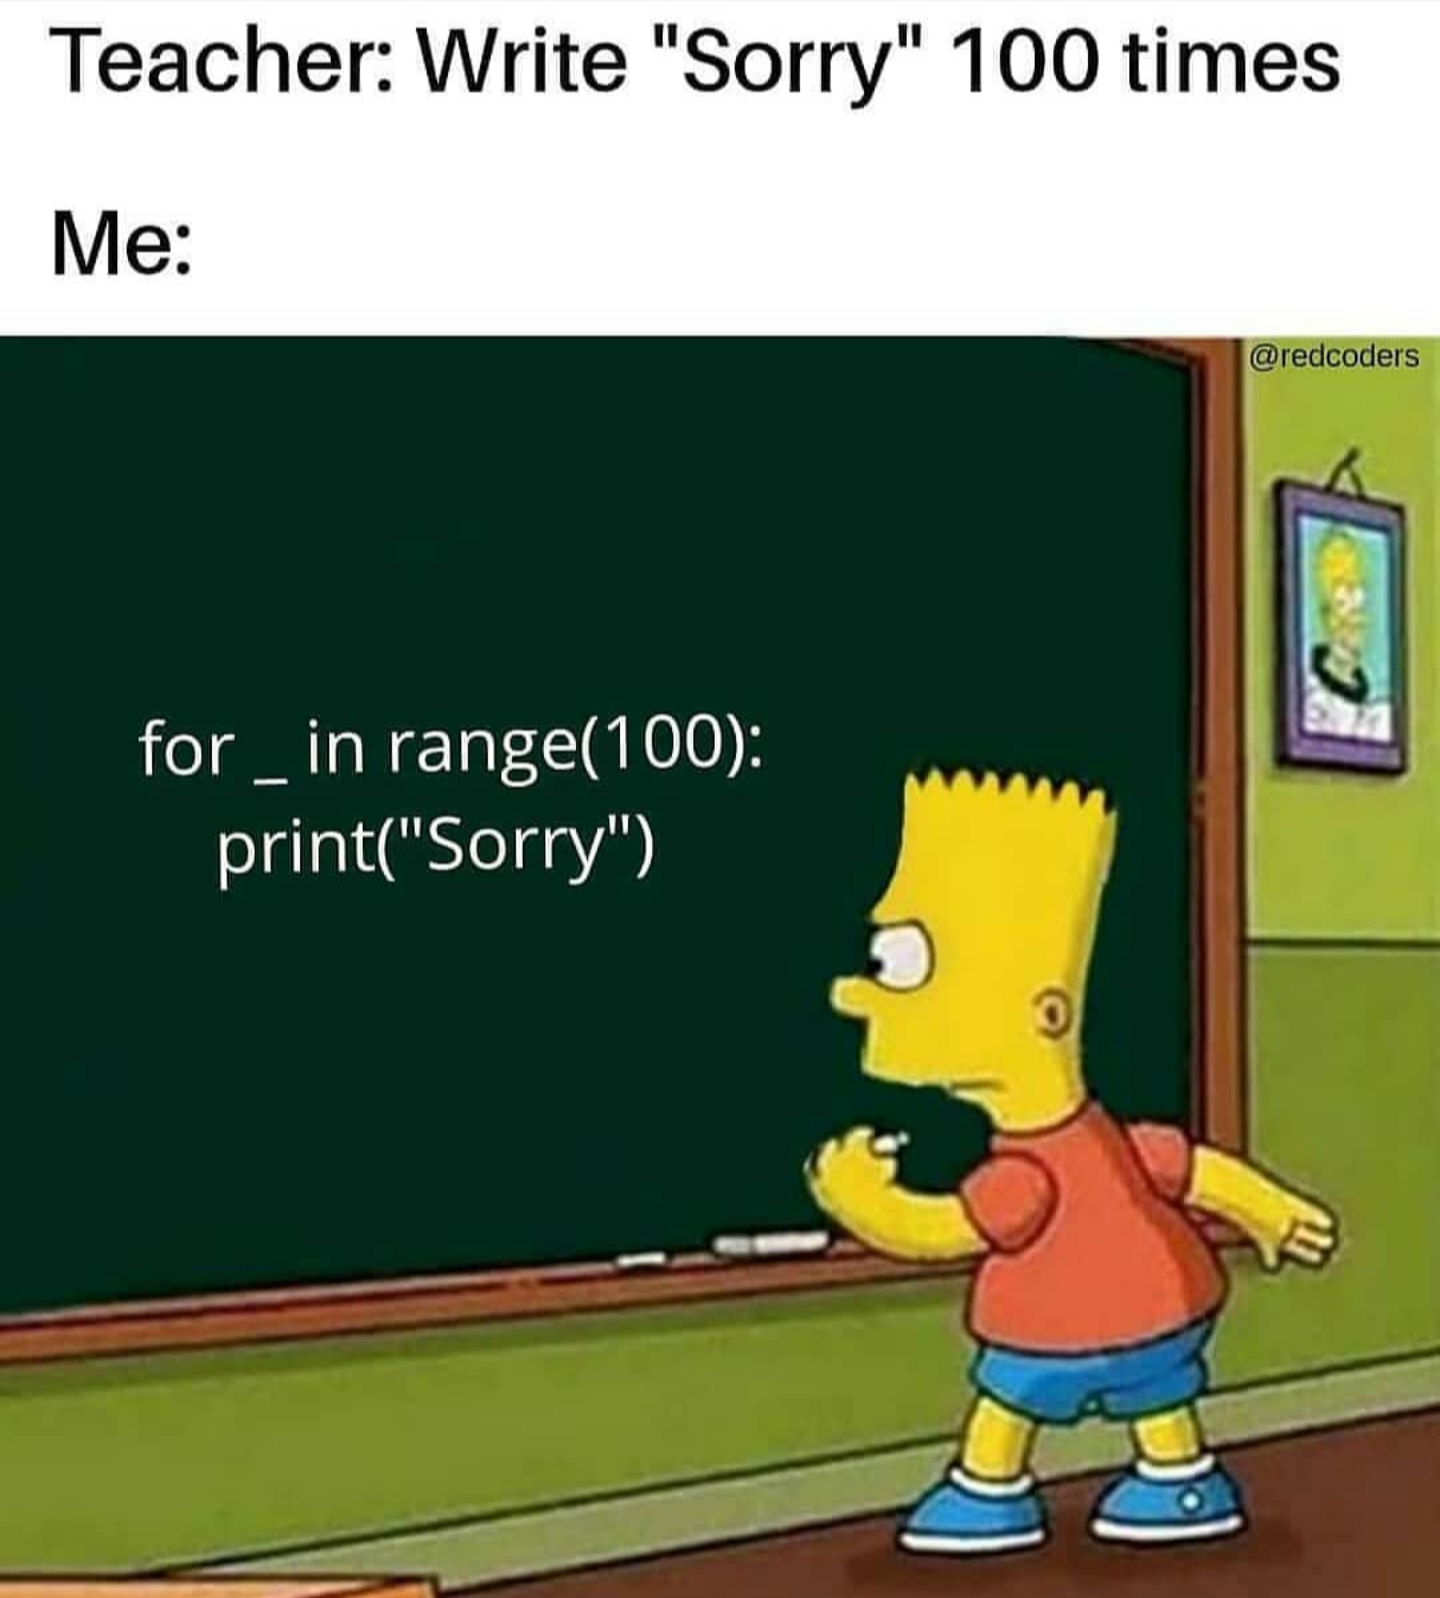 Teacher: Write "Sorry" 100 times
Me:
@redcoders
for _ in range(100):
print("Sorry")